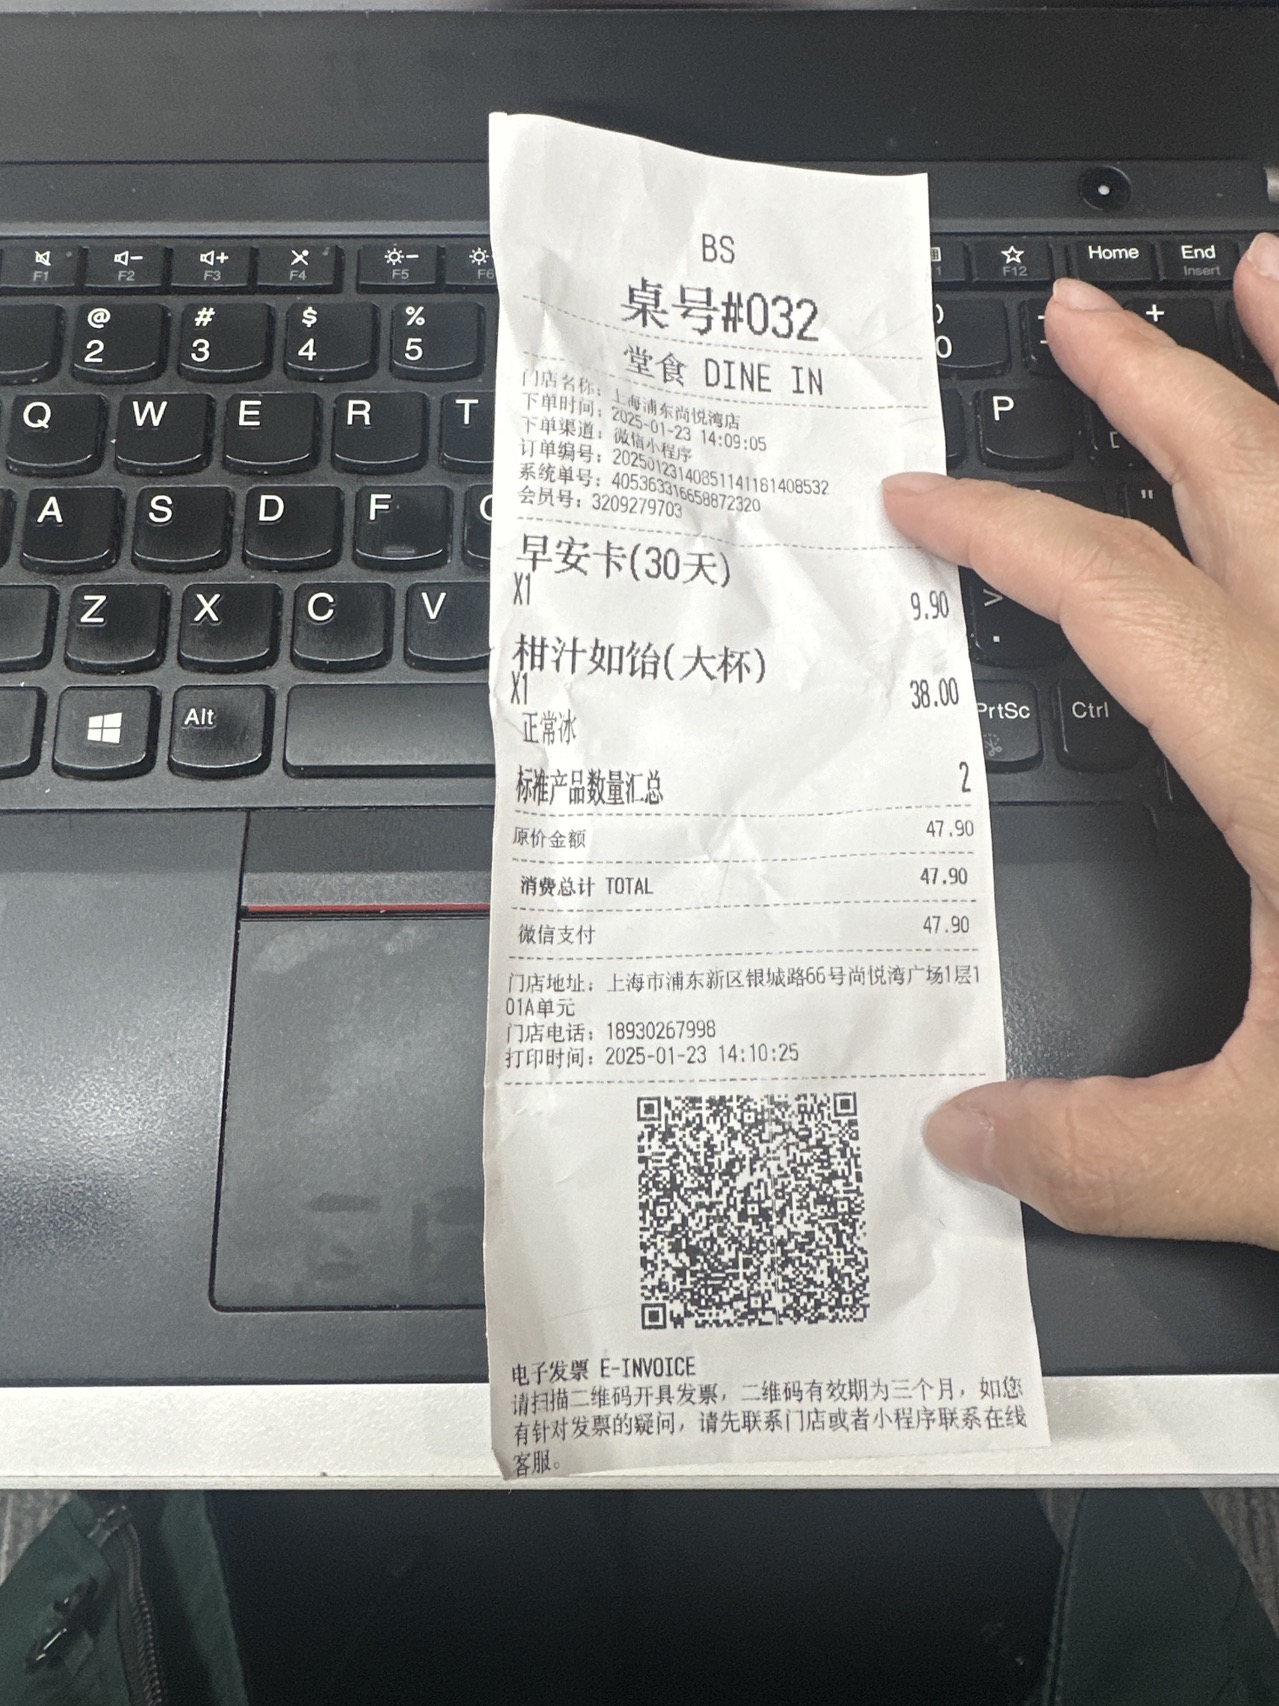 BS
桌号#032
堂食 DINE IN
门店名称：上海浦东尚悦湾店
下单时间：2025-01-23 14:09:05
下单渠道：微信小程序
订单编号：20250123140851141161408532
系统单号：405363316658872320
会员号：3209279703
早安卡(30天)
X1 9.90
柑汁如饴(大杯)
X1 38.00
正常冰
标准产品数量汇总 2
原价金额 47.90
消费总计 TOTAL 47.90
微信支付 47.90
门店地址：上海市浦东新区银城路66号尚悦湾广场1层1
01A单元
门店电话：18930267998
打印时间：2025-01-23 14:10:25
电子发票 E-INVOICE
请扫描二维码开具发票，二维码有效期为三个月，如您
有针对发票的疑问，请先联系门店或者小程序联系在线
客服。
F1 F2 F3 F4 F5 F6 F12 Home End
Insert
@ # $ % ) +
2 3 4 5 0
Q W E R T P [
A S D F "
Z X C V >
.
Alt PrtSc Ctrl